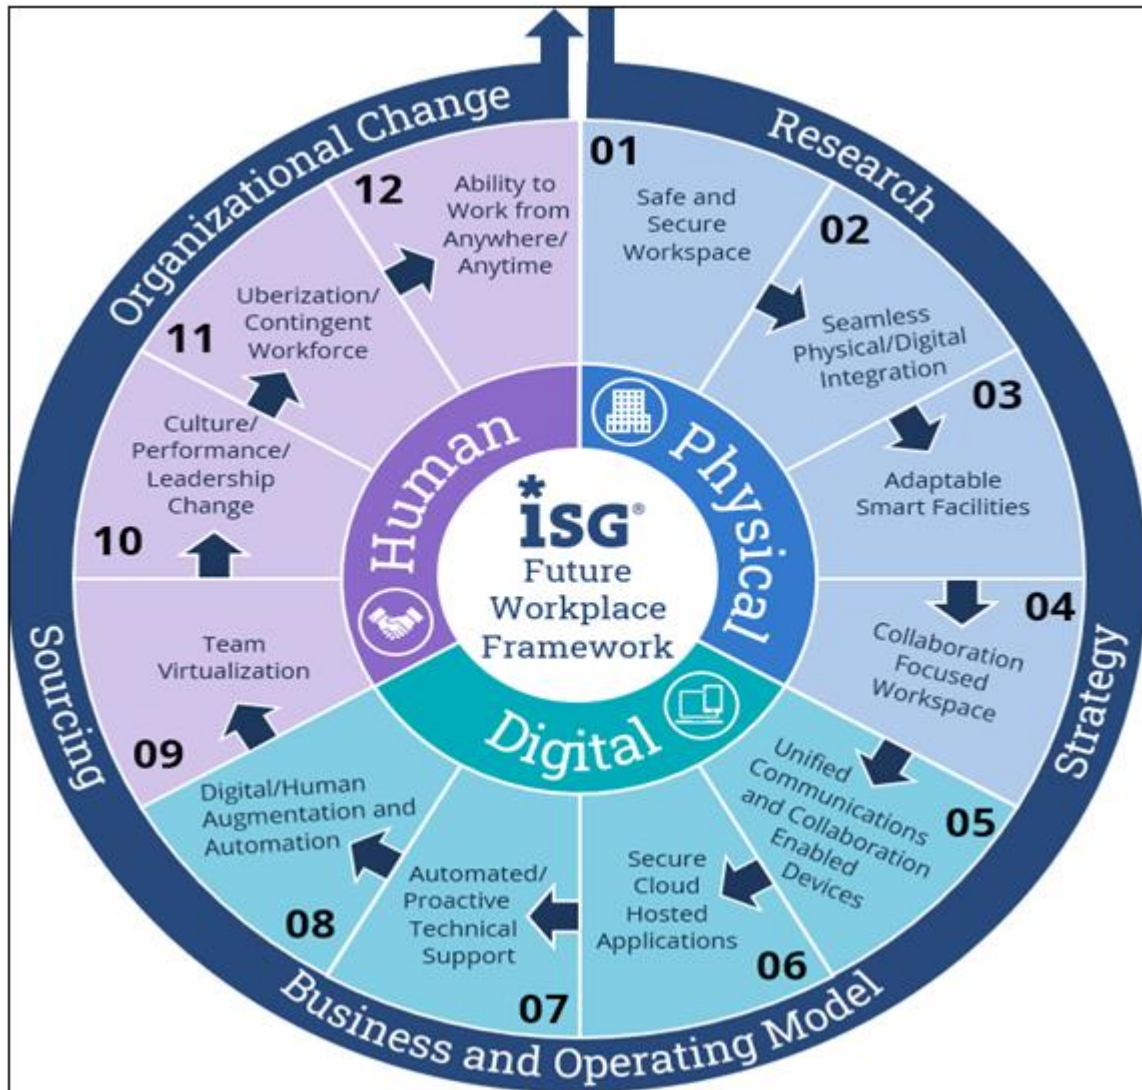 Research
Strategy
Business and Operating Model
Sourcing
Organizational Change
01
Safe and
Secure
Workspace
02
Seamless
Physical/Digital
Integration
03
Adaptable
Smart Facilities
04
Collaboration
Focused
Workspace
05
Unified
Communications
and Collaboration
Enabled
Devices
06
Secure
Cloud
Hosted
Applications
07
Automated/
Proactive
Technical
Support
08
Digital/Human
Augmentation and
Automation
09
Team
Virtualization
10
Culture/
Performance/
Leadership
Change
11
Uberization/
Contingent
Workforce
12
Ability to
Work from
Anywhere/
Anytime
Physical
Digital
Human
*iSG®
Future
Workplace
Framework